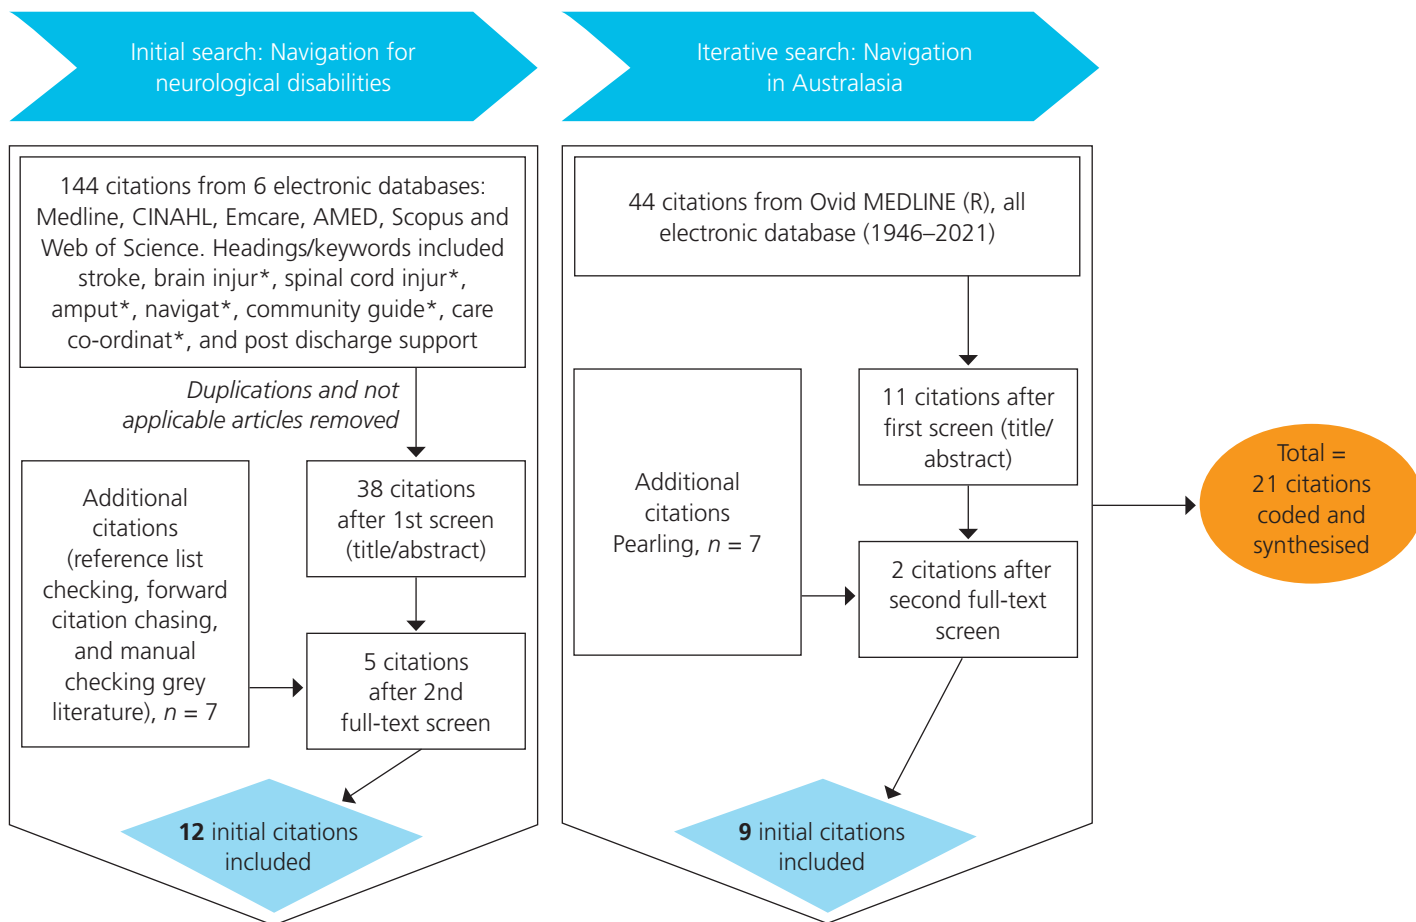 Initial search: Navigation for
neurological disabilities
144 citations from 6 electronic databases:
Medline, CINAHL, Emcare, AMED, Scopus and
Web of Science. Headings/keywords included
stroke, brain injur*, spinal cord injur*,
amput*, navigat*, community guide*, care
co-ordinat*, and post discharge support
Duplications and not
applicable articles removed
Additional
citations
(reference list
checking, forward
citation chasing,
and manual
checking grey
literature), n = 7
38 citations
after 1st screen
(title/abstract)
5 citations
after 2nd
full-text screen
12 initial citations
included
Iterative search: Navigation
in Australasia
44 citations from Ovid MEDLINE (R), all
electronic database (1946–2021)
11 citations after
first screen (title/
abstract)
Additional
citations
Pearling, n = 7
2 citations after
second full-text
screen
9 initial citations
included
Total =
21 citations
coded and
synthesised